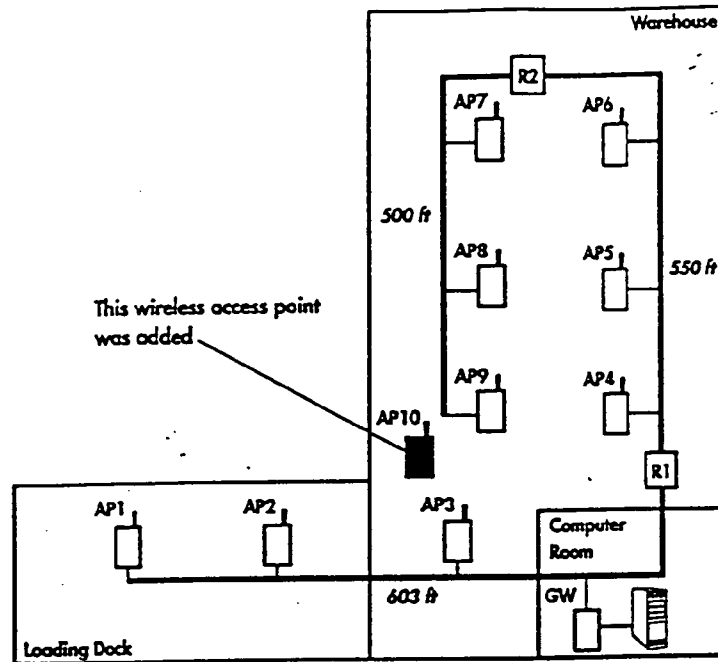 Warehouse
R2
AP7
AP6
500 ft
AP8
AP5
550 ft
This wireless access point
was added
AP9
AP4
AP10
R1
AP1
AP2
AP3
Computer
Room
603 ft
GW
Loading Dock